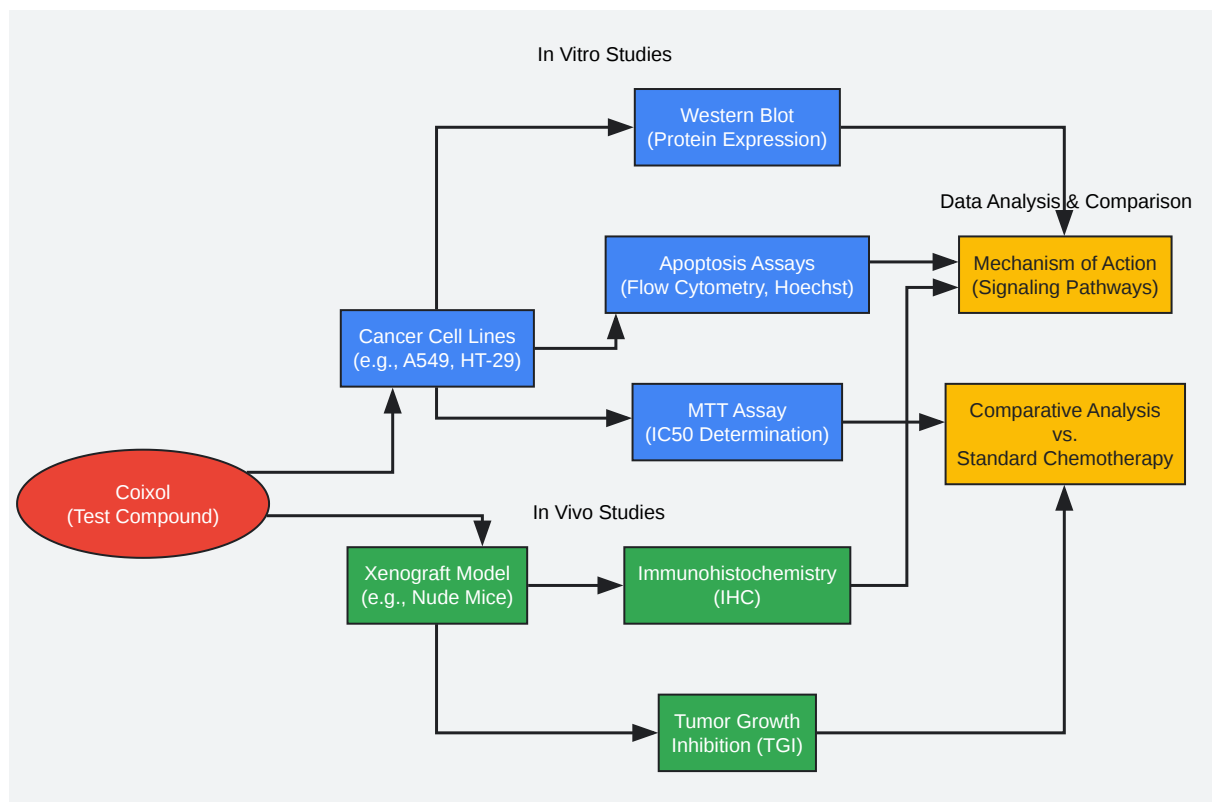 In Vitro Studies
Western Blot
(Protein Expression)
Data Analysis & Comparison
Apoptosis Assays
(Flow Cytometry, Hoechst)
Mechanism of Action
(Signaling Pathways)
Cancer Cell Lines
(e.g., A549, HT-29)
MTT Assay
(IC50 Determination)
Comparative Analysis
vs.
Standard Chemotherapy
Coixol
(Test Compound)
In Vivo Studies
Xenograft Model
(e.g., Nude Mice)
Immunohistochemistry
(IHC)
Tumor Growth
Inhibition (TGI)